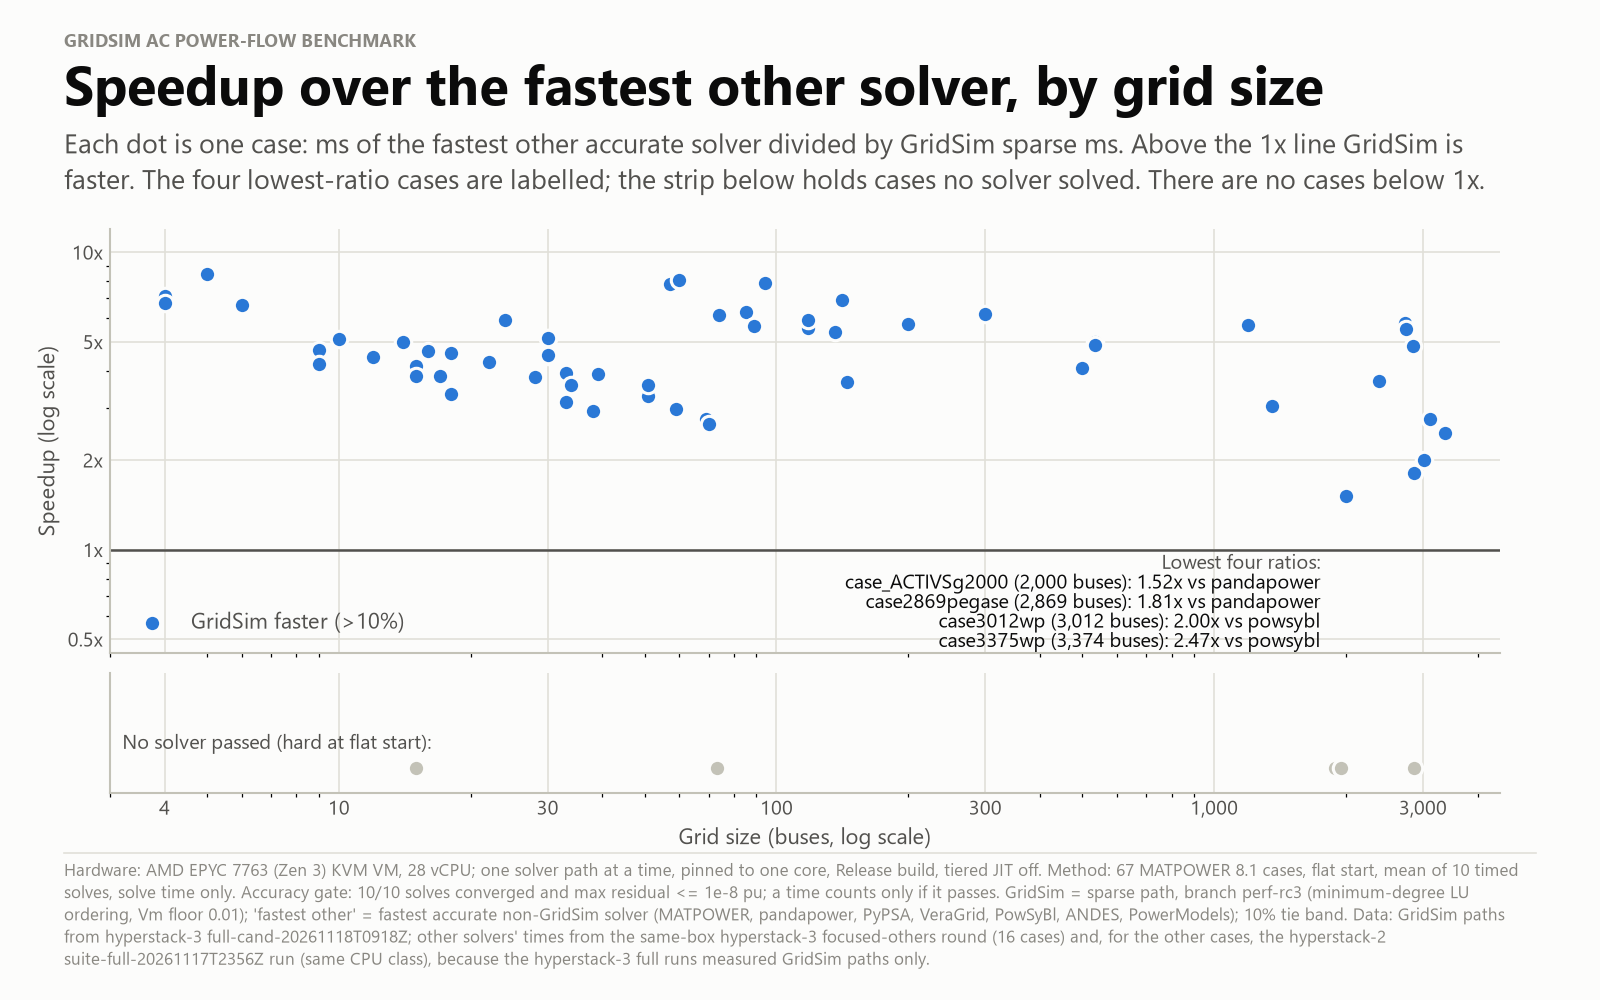 GRIDSIM AC POWER-FLOW BENCHMARK
Speedup over the fastest other solver, by grid size
Each dot is one case: ms of the fastest other accurate solver divided by GridSim sparse ms. Above the 1x line GridSim is
faster. The four lowest-ratio cases are labelled; the strip below holds cases no solver solved. There are no cases below 1x.
10x
5x
2x
1x
0.5x
Speedup (log scale)
Lowest four ratios:
case_ACTIVSg2000 (2,000 buses): 1.52x vs pandapower
case2869pegase (2,869 buses): 1.81x vs pandapower
case3012wp (3,012 buses): 2.00x vs powsybl
case3375wp (3,374 buses): 2.47x vs powsybl
GridSim faster (>10%)
No solver passed (hard at flat start):
4 10 30 100 300 1,000 3,000
Grid size (buses, log scale)
Hardware: AMD EPYC 7763 (Zen 3) KVM VM, 28 vCPU; one solver path at a time, pinned to one core, Release build, tiered JIT off. Method: 67 MATPOWER 8.1 cases, flat start, mean of 10 timed
solves, solve time only. Accuracy gate: 10/10 solves converged and max residual <= 1e-8 pu; a time counts only if it passes. GridSim = sparse path, branch perf-rc3 (minimum-degree LU
ordering, Vm floor 0.01); 'fastest other' = fastest accurate non-GridSim solver (MATPOWER, pandapower, PyPSA, VeraGrid, PowSyBl, ANDES, PowerModels); 10% tie band. Data: GridSim paths
from hyperstack-3 full-cand-20261118T0918Z; other solvers' times from the same-box hyperstack-3 focused-others round (16 cases) and, for the other cases, the hyperstack-2
suite-full-20261117T2356Z run (same CPU class), because the hyperstack-3 full runs measured GridSim paths only.